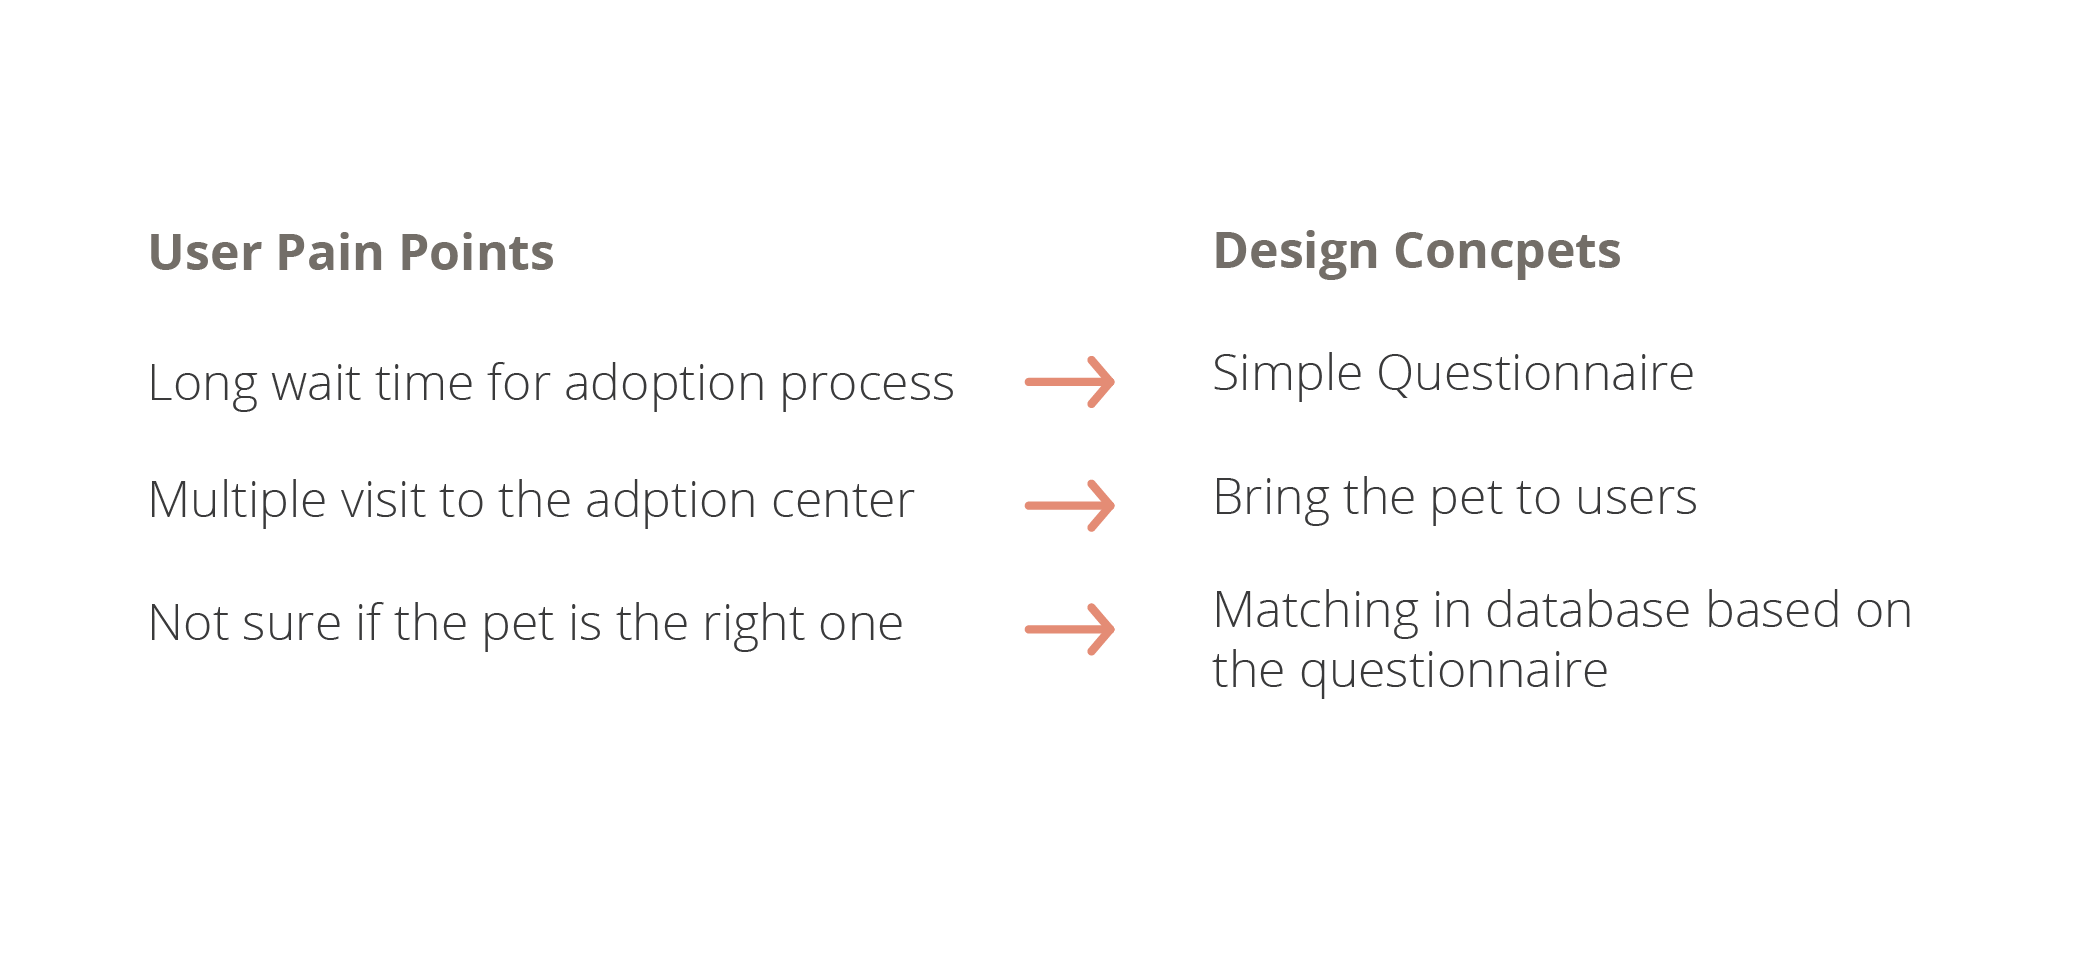 User Pain Points
Design Concpets
Long wait time for adoption process
Simple Questionnaire
Multiple visit to the adption center
Bring the pet to users
Not sure if the pet is the right one
Matching in database based on
the questionnaire